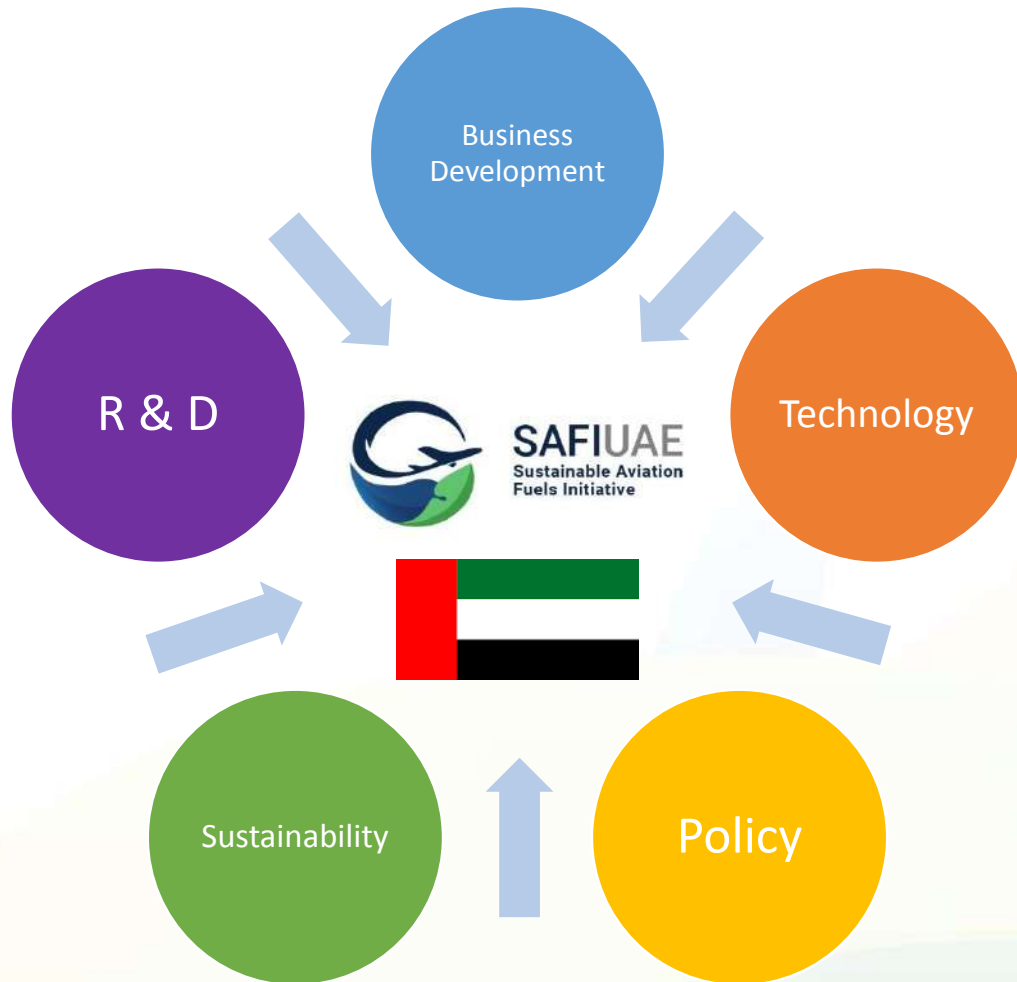 Business
Development
R & D
Technology
SAFIUAE
Sustainable Aviation
Fuels Initiative
Sustainability
Policy